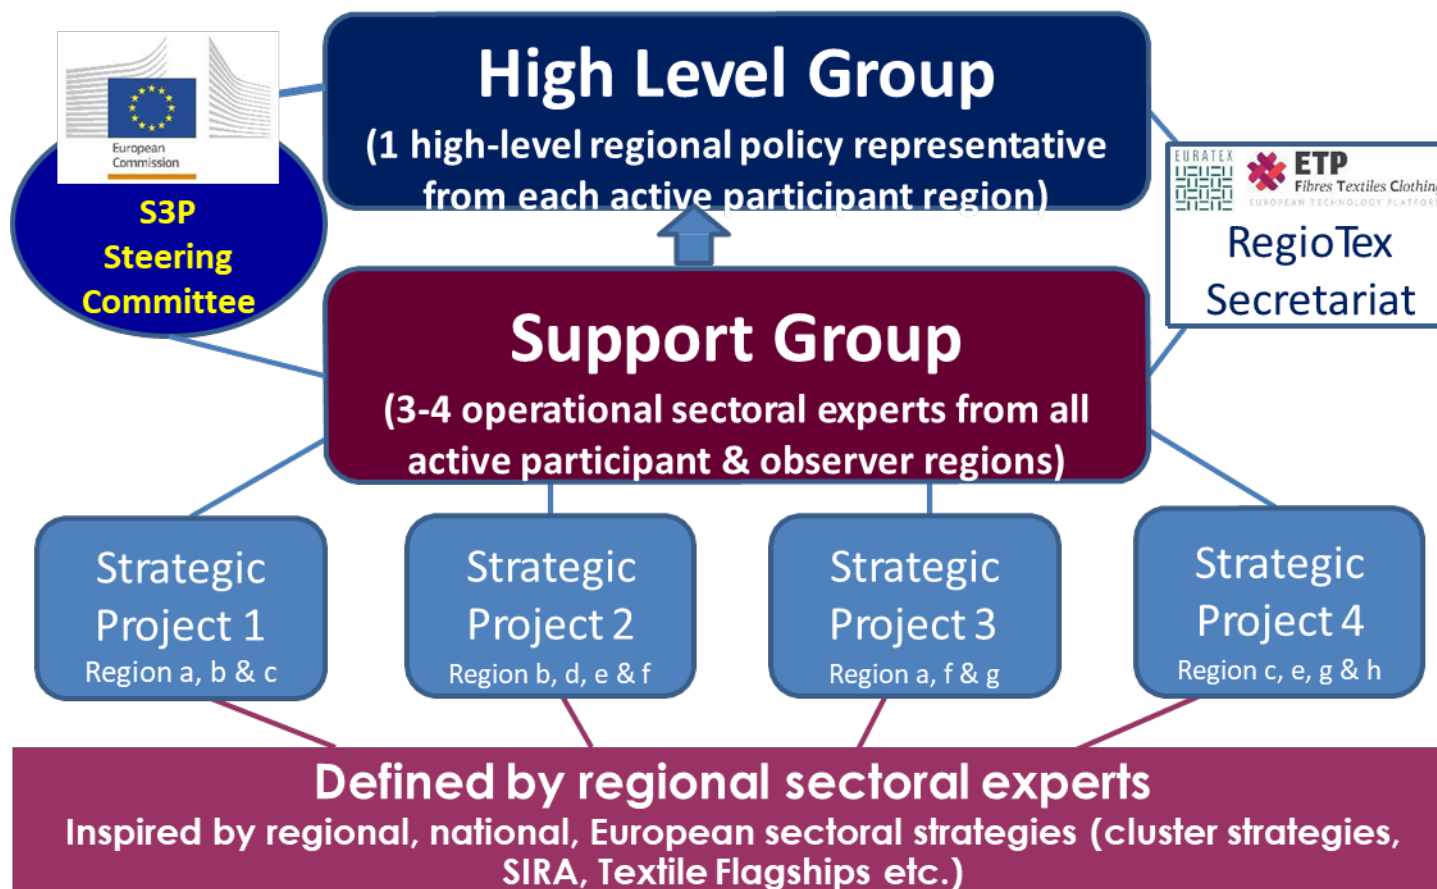 High Level Group
(1 high-level regional policy representative
from each active participant region)
European
Commission
S3P
Steering
Committee
EURATEX
ETP
Fibres Textiles Clothing
EUROPEAN TECHNOLOGY PLATFORM
RegioTex
Secretariat
Support Group
(3-4 operational sectoral experts from all
active participant & observer regions)
Strategic
Project 1
Region a, b & c
Strategic
Project 2
Region b, d, e & f
Strategic
Project 3
Region a, f & g
Strategic
Project 4
Region c, e, g & h
Defined by regional sectoral experts
Inspired by regional, national, European sectoral strategies (cluster strategies,
SIRA, Textile Flagships etc.)